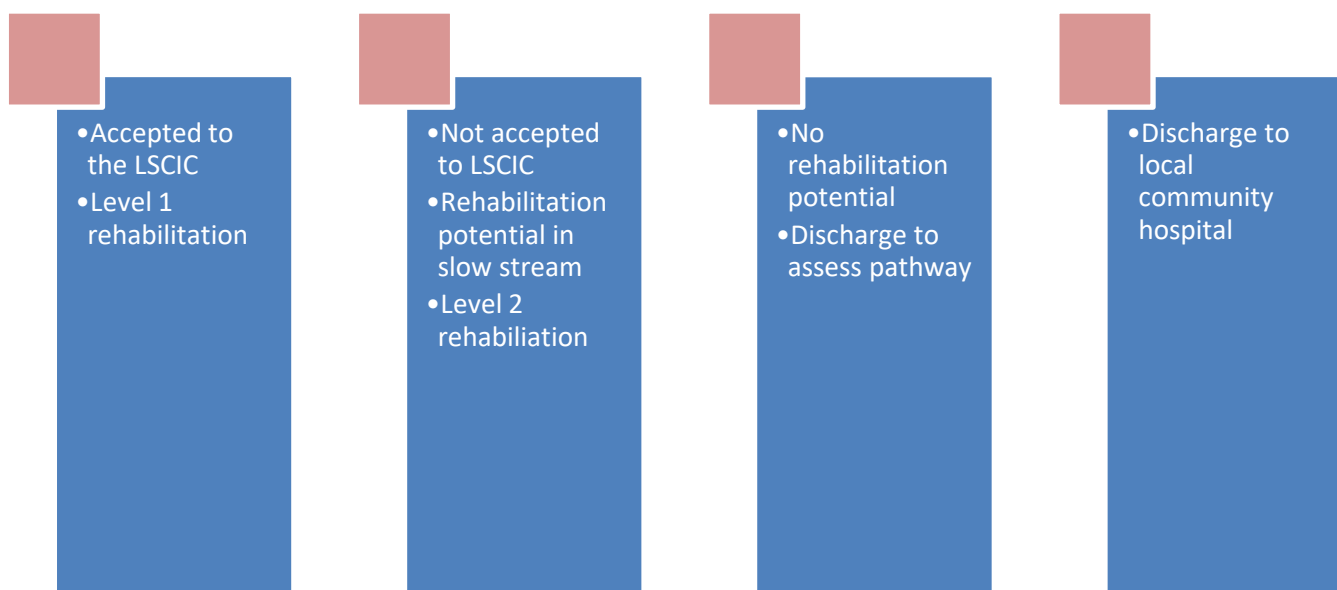 •Accepted to
the LSCIC
•Level 1
rehabilitation
•Not accepted
to LSCIC
•Rehabilitation
potential in
slow stream
•Level 2
rehabiliation
•No
rehabilitation
potential
•Discharge to
assess pathway
•Discharge to
local
community
hospital